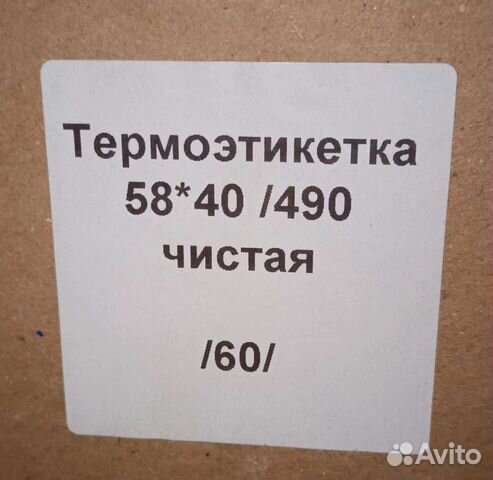 Термоэтикетка
58*40 /490
чистая
/60/
Avito